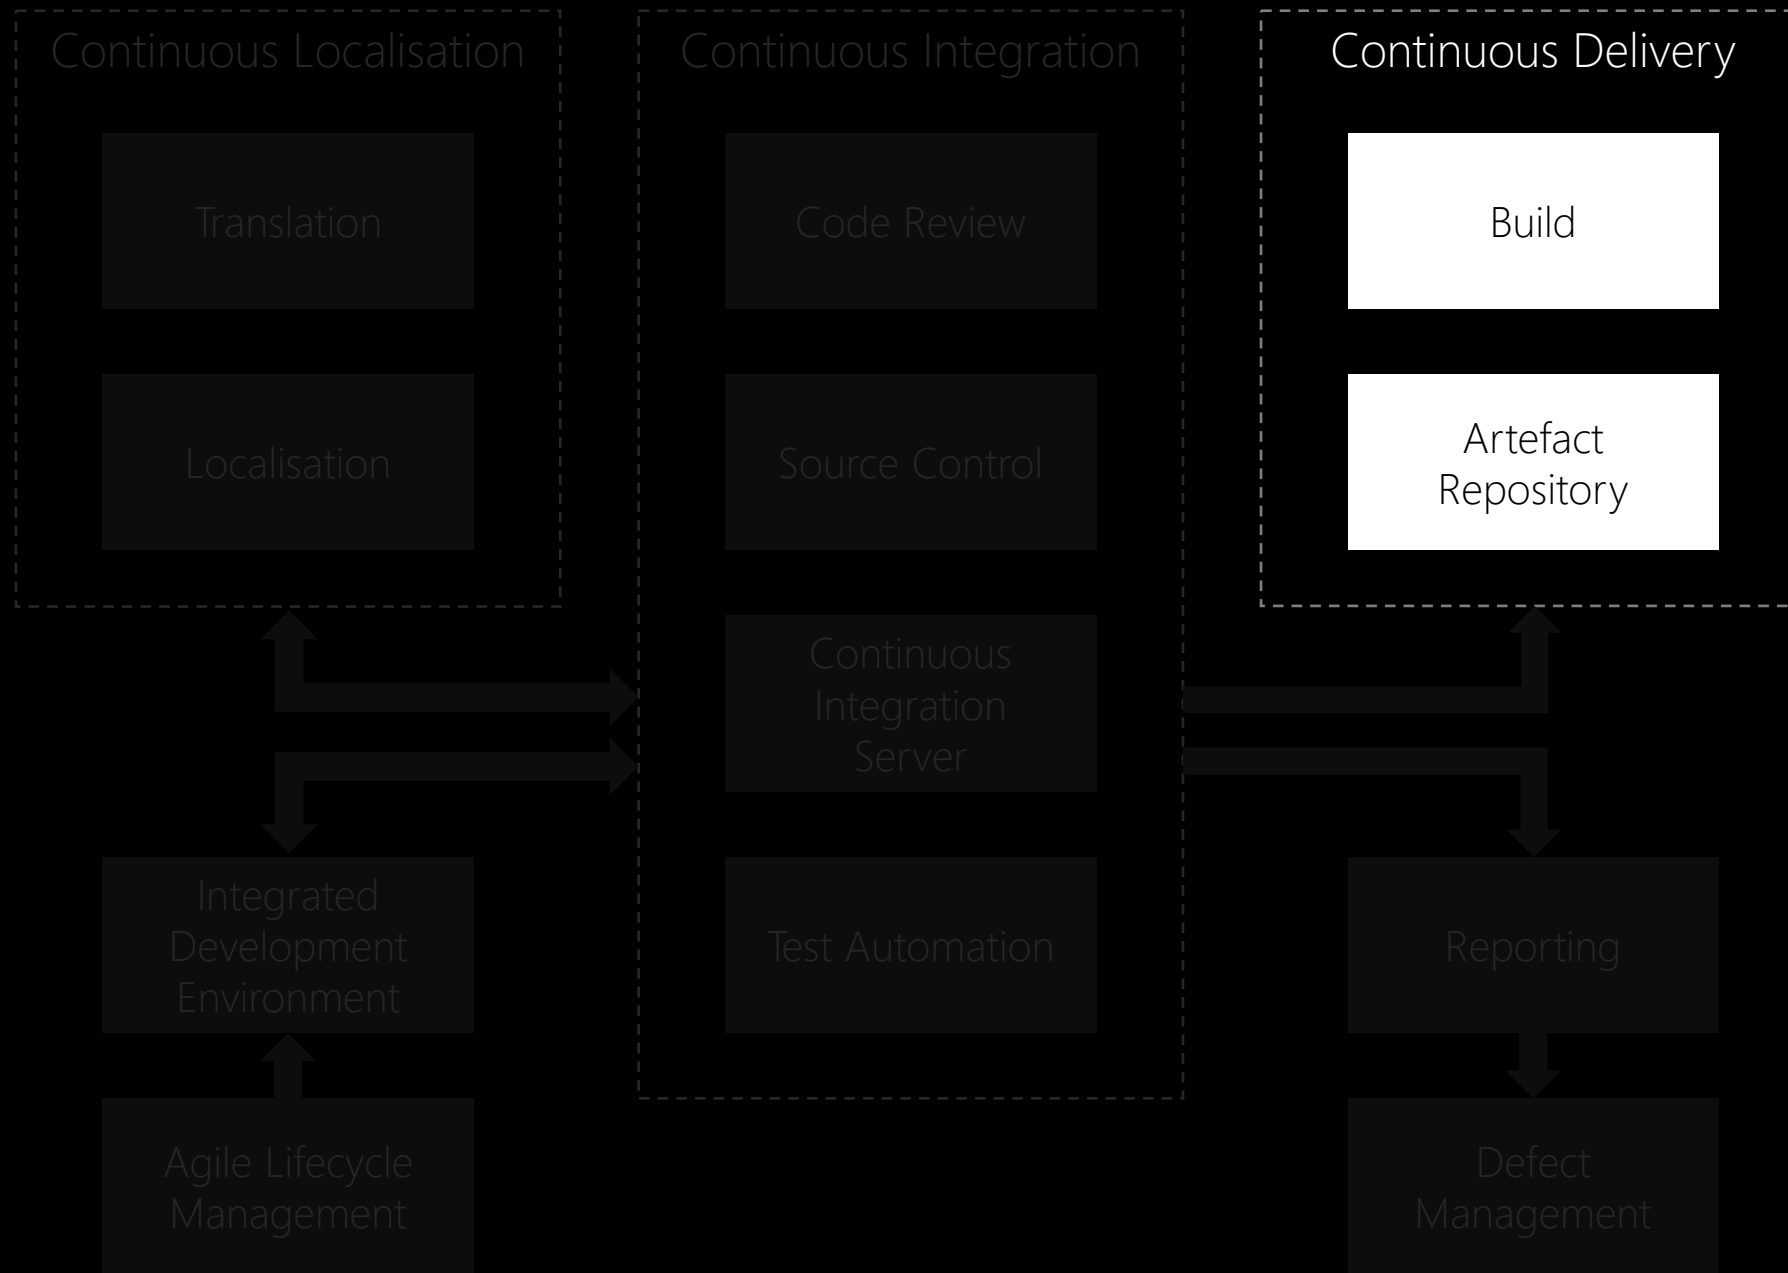 Continuous Localisation
Translation
Localisation
Continuous Integration
Code Review
Source Control
Continuous
Integration
Server
Test Automation
Continuous Delivery
Build
Artefact
Repository
Integrated
Development
Environment
Agile Lifecycle
Management
Reporting
Defect
Management